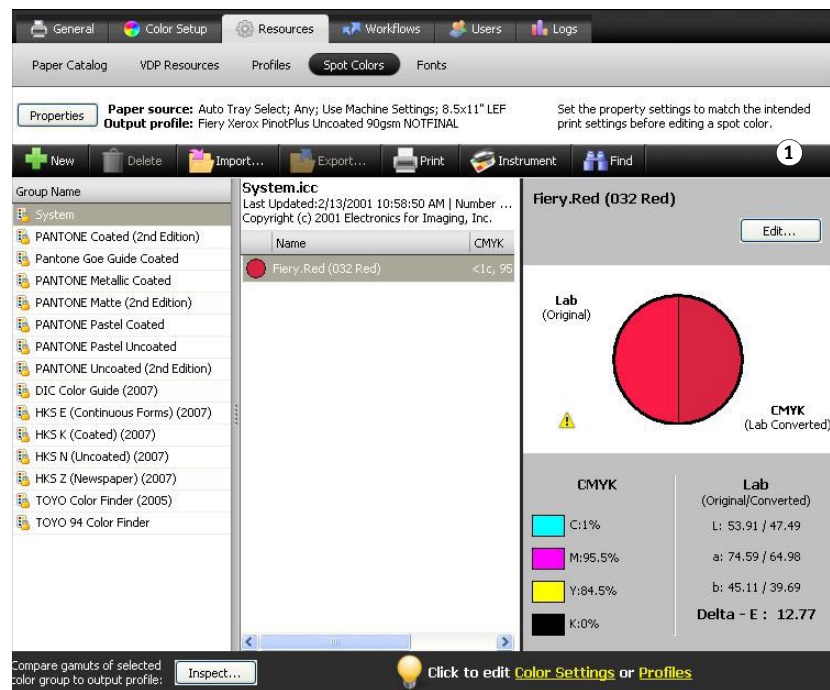 General Color Setup Resources Workflows Users Logs
Paper Catalog VDP Resources Profiles Spot Colors Fonts
Properties
Paper source: Auto Tray Select; Any; Use Machine Settings; 8.5x11" LEF
Output profile: Fiery Xerox PinotPlus Uncoated 90gsm NOTFINAL
Set the property settings to match the intended
print settings before editing a spot color.
New Delete Import... Export... Print Instrument Find
1
Group Name
System
PANTONE Coated (2nd Edition)
Pantone Goe Guide Coated
PANTONE Metallic Coated
PANTONE Matte (2nd Edition)
PANTONE Pastel Coated
PANTONE Pastel Uncoated
PANTONE Uncoated (2nd Edition)
DIC Color Guide (2007)
HKS E (Continuous Forms) (2007)
HKS K (Coated) (2007)
HKS N (Uncoated) (2007)
HKS Z (Newspaper) (2007)
TOYO Color Finder (2005)
TOYO 94 Color Finder
System.icc
Last Updated:2/13/2001 10:58:50 AM | Number ...
Copyright (c) 2001 Electronics for Imaging, Inc.
Name CMYK
Fiery.Red (032 Red) <1c, 95
Fiery.Red (032 Red)
Edit...
Lab
(Original)
CMYK
(Lab Converted)
CMYK
C:1%
M:95.5%
Y:84.5%
K:0%
Lab
(Original/Converted)
L: 53.91 / 47.49
a: 74.59 / 64.98
b: 45.11 / 39.69
Delta - E : 12.77
Compare gamuts of selected
color group to output profile:
Inspect...
Click to edit Color Settings or Profiles